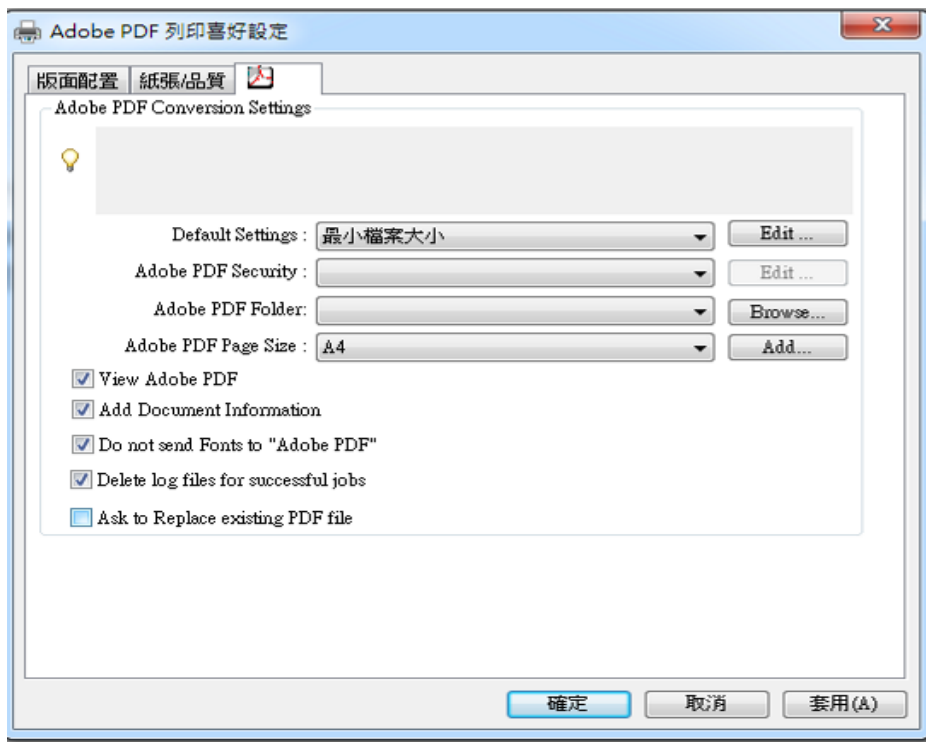 Adobe PDF 列印喜好設定
版面配置 紙張/品質
Adobe PDF Conversion Settings
Default Settings : 最小檔案大小 Edit ...
Adobe PDF Security : Edit ...
Adobe PDF Folder: Browse...
Adobe PDF Page Size : A4 Add...
View Adobe PDF
Add Document Information
Do not send Fonts to "Adobe PDF"
Delete log files for successful jobs
Ask to Replace existing PDF file
確定 取消 套用(A)